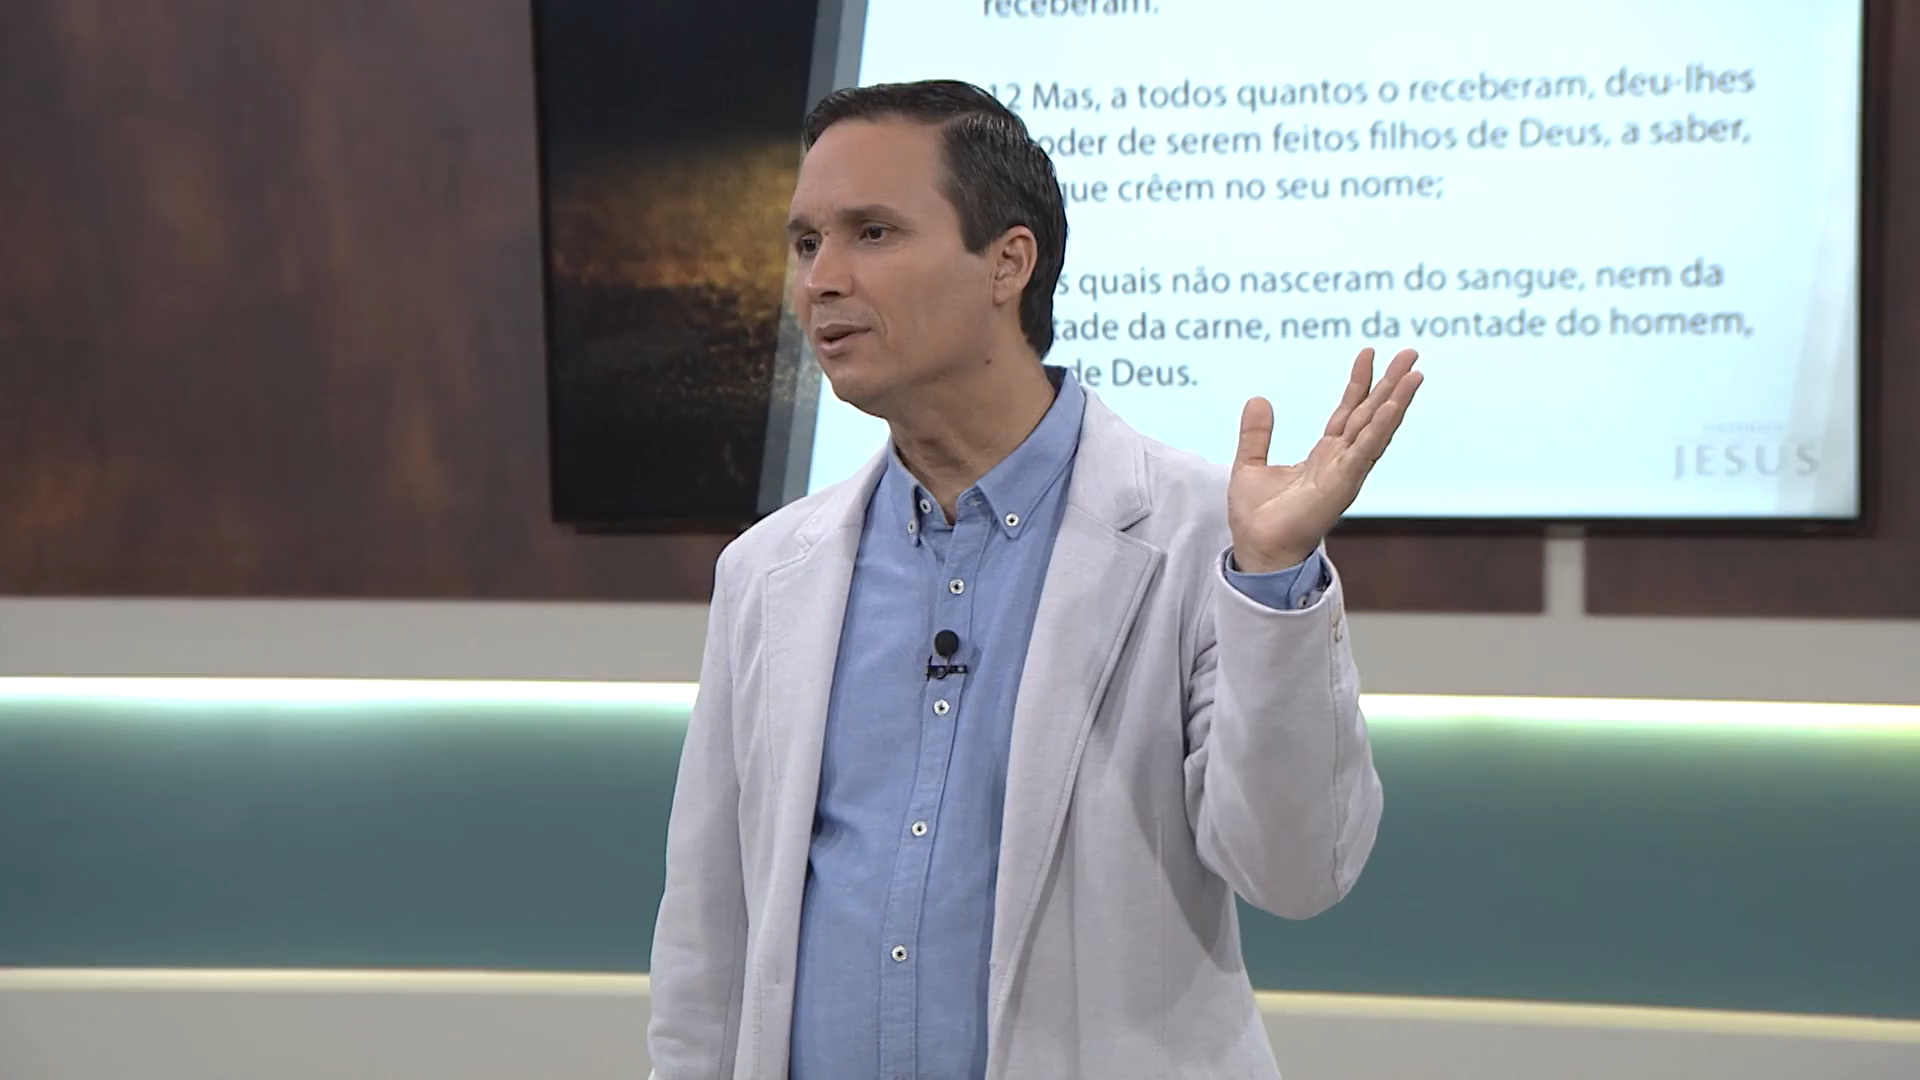 receberam.
12 Mas, a todos quantos o receberam, deu-lhes
oder de serem feitos filhos de Deus, a saber,
que crêem no seu nome;
s quais não nasceram do sangue, nem da
tade da carne, nem da vontade do homem,
de Deus.
JESUS